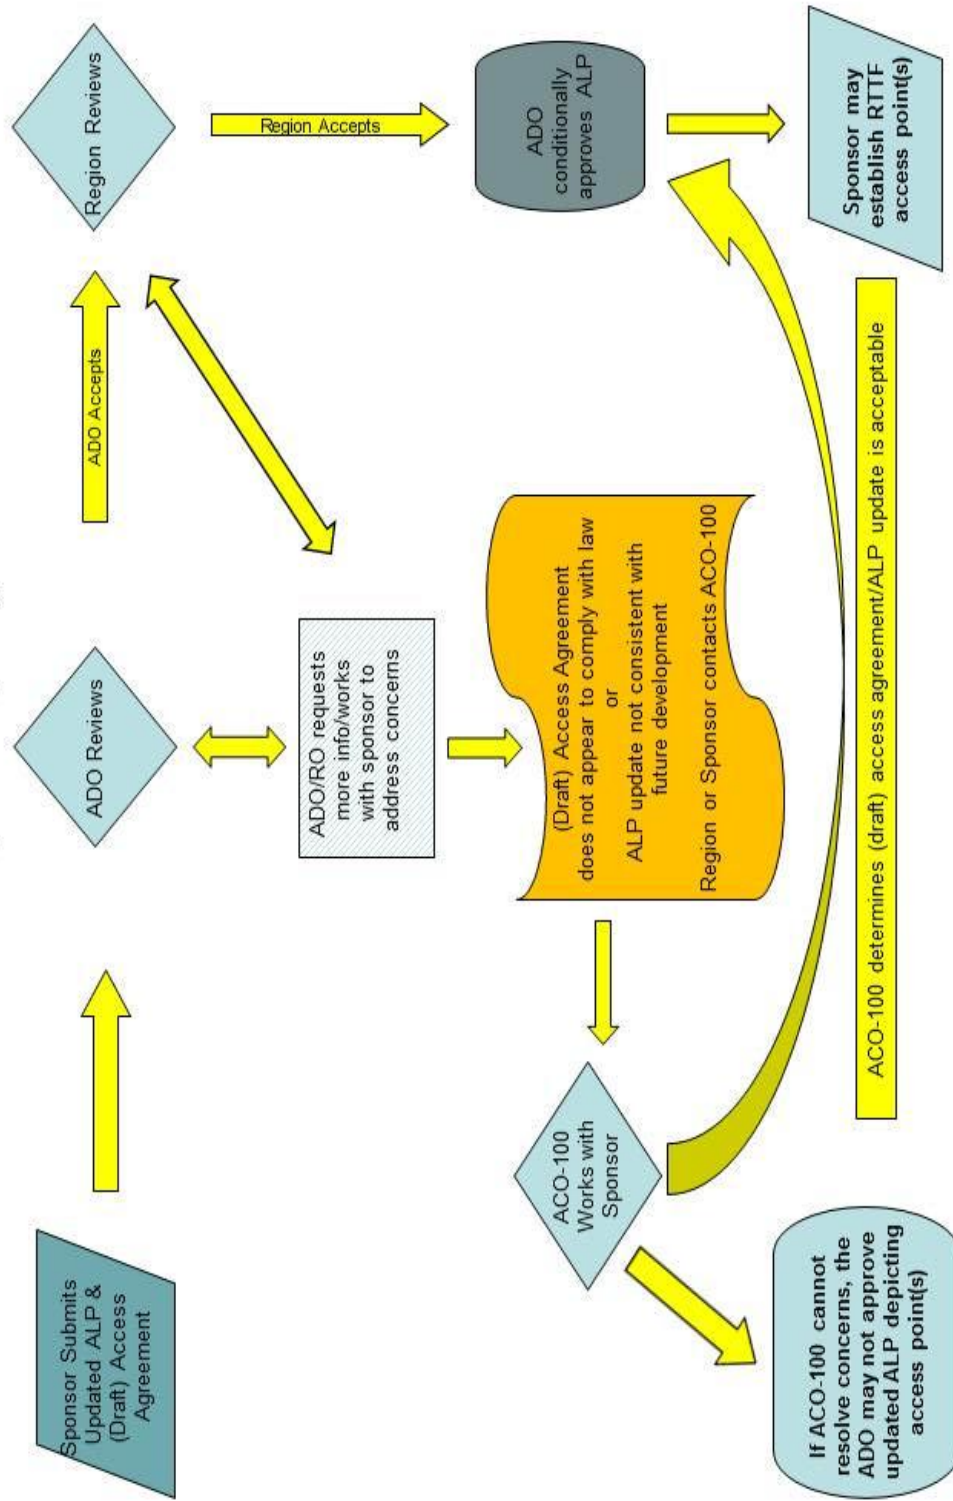 Sponsor Submits
Updated ALP &
(Draft) Access
Agreement
ADO Reviews
ADO Accepts
Region Reviews
ADO/RO requests
more info/works
with sponsor to
address concerns
Region Accepts
(Draft) Access Agreement
does not appear to comply with law
or
ALP update not consistent with
future development
Region or Sponsor contacts ACO-100
ADO
conditionally
approves ALP
ACO-100
Works with
Sponsor
If ACO-100 cannot
resolve concerns, the
ADO may not approve
updated ALP depicting
access point(s)
ACO-100 determines (draft) access agreement/ALP update is acceptable
Sponsor may
establish RTTF
access point(s)